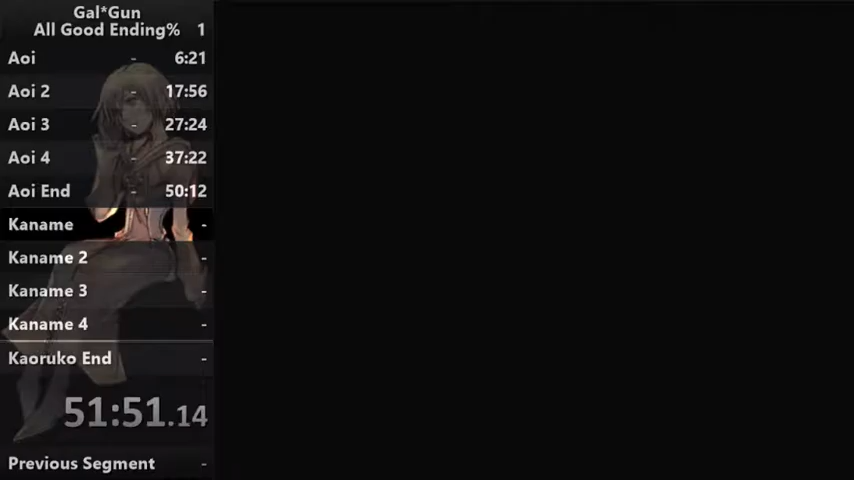 Gal*Gun
All Good Ending% 1
Aoi - 6:21
Aoi 2 - 17:56
Aoi 3 - 27:24
Aoi 4 - 37:22
Aoi End - 50:12
Kaname -
Kaname 2 -
Kaname 3 -
Kaname 4 -
Kaoruko End -
51:51.14
Previous Segment -